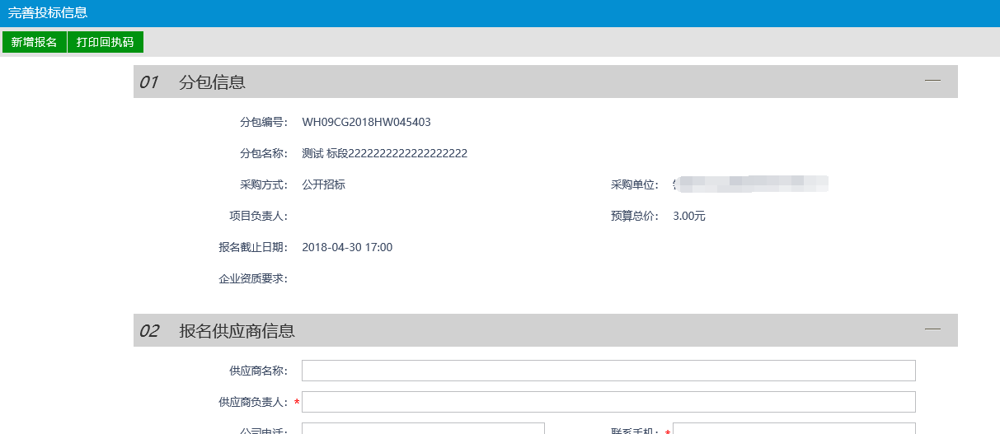 完善投标信息
新增报名 打印回执码
01 分包信息
分包编号： WH09CG2018HW045403
分包名称： 测试 标段2222222222222222222
采购方式： 公开招标 采购单位：
项目负责人： 预算总价： 3.00元
报名截止日期： 2018-04-30 17:00
企业资质要求：
02 报名供应商信息
供应商名称：
供应商负责人：*
公司电话： 联系手机：*